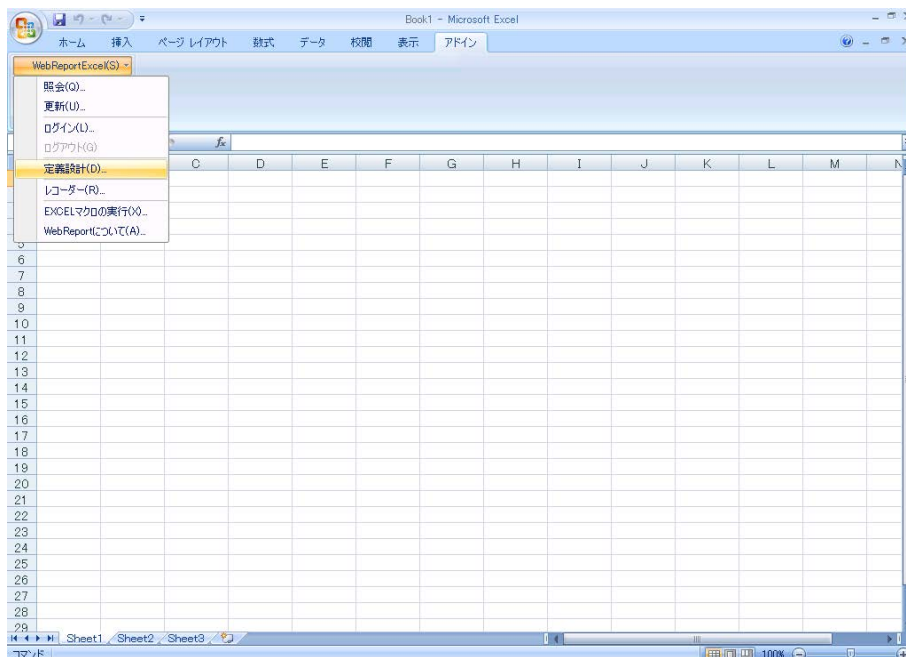 Book1 - Microsoft Excel
ホーム 挿入 ページ レイアウト 数式 データ 校閲 表示 アドイン
WebReportExcel(S)
照会(Q)...
更新(U)...
ログイン(L)...
ログアウト(G)
fx
C D E F G H I J K L M N
定義設計(D)...
レコーダー(R)...
EXCELマクロの実行(X)...
WebReportについて(A)...
5
6
7
8
9
10
11
12
13
14
15
16
17
18
19
20
21
22
23
24
25
26
27
28
29
Sheet1 Sheet2 Sheet3
コマンド 100%